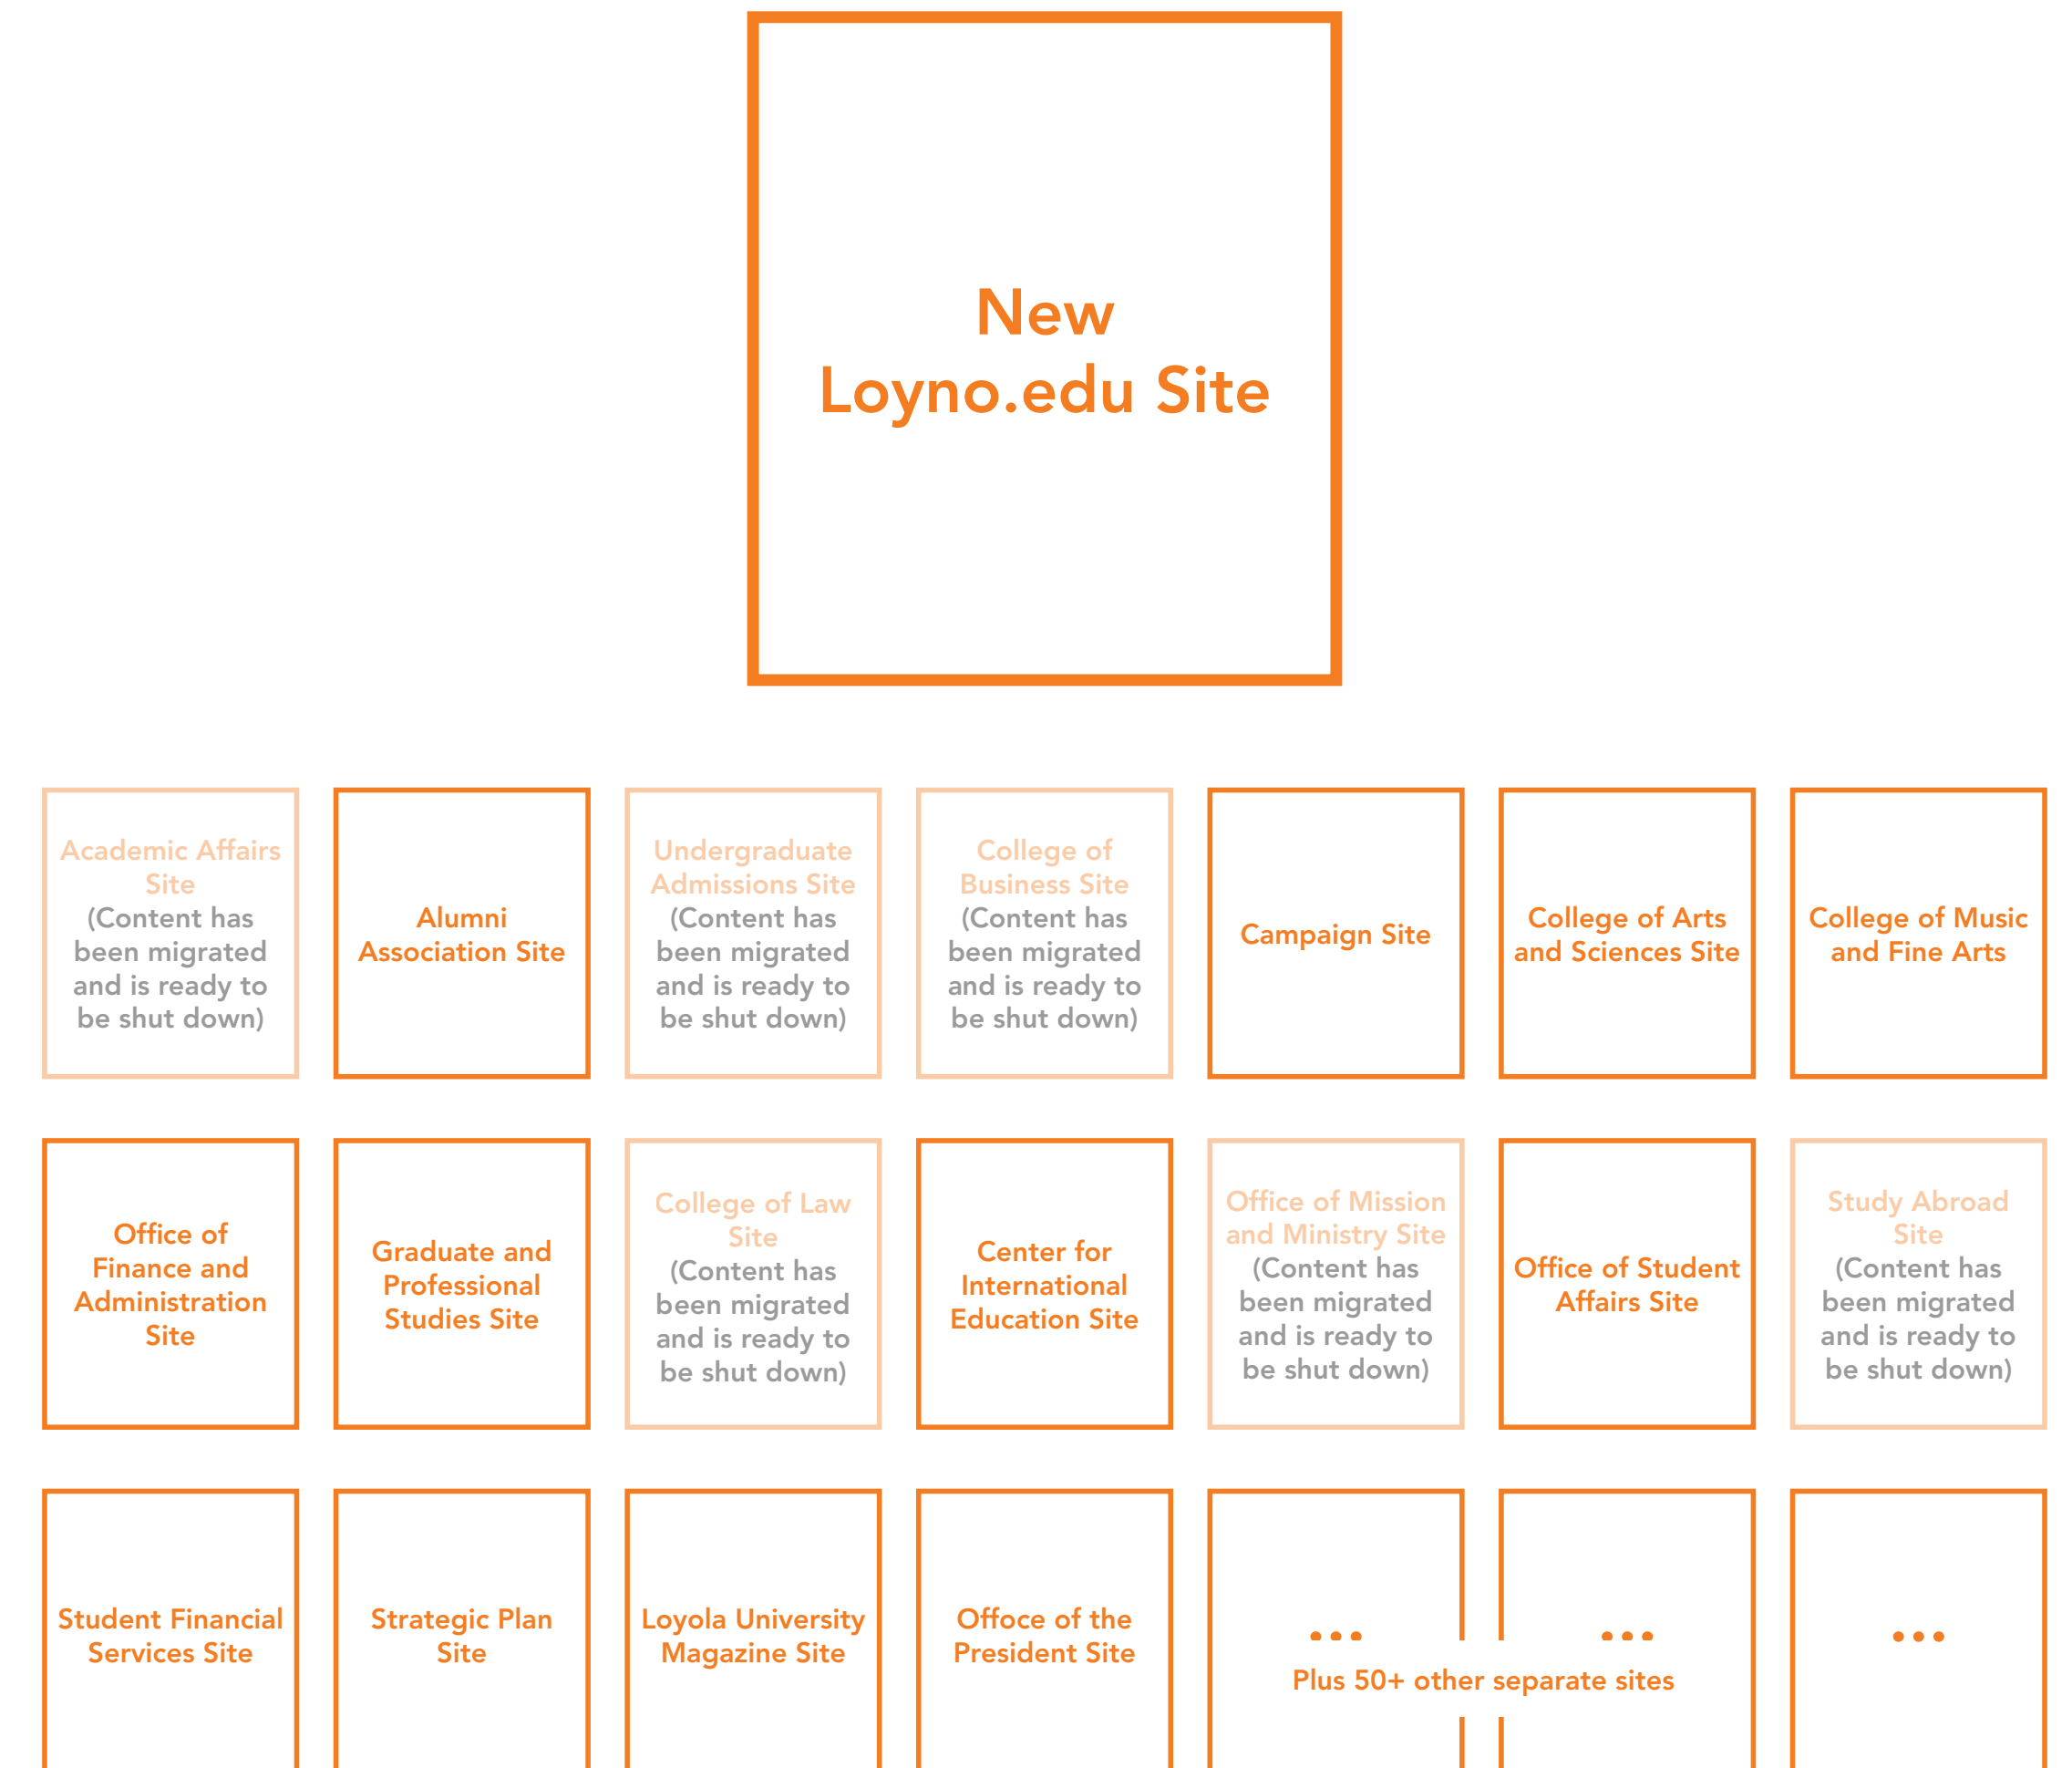 New
Loyno.edu Site
Academic Affairs
Site
(Content has
been migrated
and is ready to
be shut down)
Alumni
Association Site
Undergraduate
Admissions Site
(Content has
been migrated
and is ready to
be shut down)
College of
Business Site
(Content has
been migrated
and is ready to
be shut down)
Campaign Site
College of Arts
and Sciences Site
College of Music
and Fine Arts
Office of
Finance and
Administration
Site
Graduate and
Professional
Studies Site
College of Law
Site
(Content has
been migrated
and is ready to
be shut down)
Center for
International
Education Site
Office of Mission
and Ministry Site
(Content has
been migrated
and is ready to
be shut down)
Office of Student
Affairs Site
Study Abroad
Site
(Content has
been migrated
and is ready to
be shut down)
Student Financial
Services Site
Strategic Plan
Site
Loyola University
Magazine Site
Offoce of the
President Site
...
...
...
Plus 50+ other separate sites